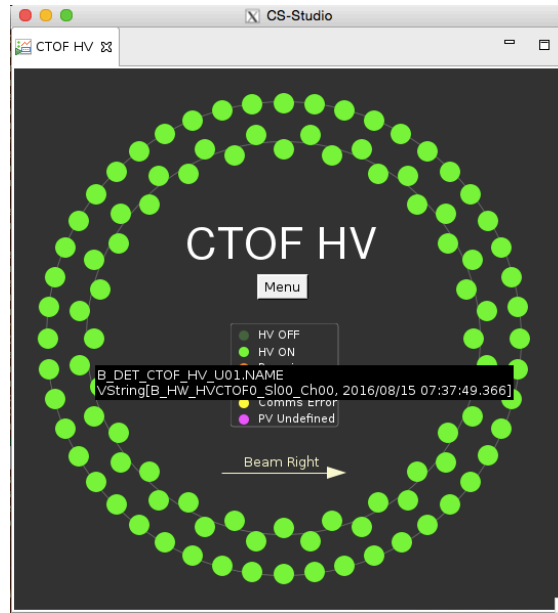 CS-Studio
CTOF HV
CTOF HV
Menu
HV OFF
HV ON
B_DET_CTOF_HV_U01.NAME
VString[B_HW_HVCTOF0_Sl00_Ch00, 2016/08/15 07:37:49.366]
Comms Error
PV Undefined
Beam Right